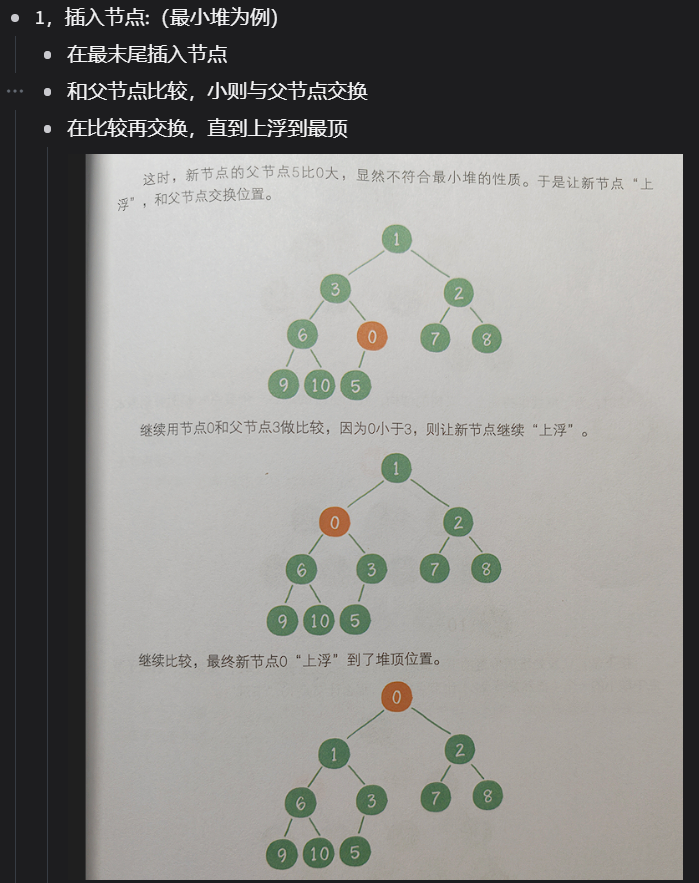 1，插入节点:（最小堆为例）
在最末尾插入节点
和父节点比较，小则与父节点交换
在比较再交换，直到上浮到最顶
这时，新节点的父节点5比0大，显然不符合最小堆的性质。于是让新节点“上
浮”，和父节点交换位置。
1
3 2
6 0 7 8
9 10 5
继续用节点0和父节点3做比较，因为0小于3，则让新节点继续“上浮”。
1
0 2
6 3 7 8
9 10 5
继续比较，最终新节点0“上浮”到了堆顶位置。
0
1 2
6 3 7 8
9 10 5